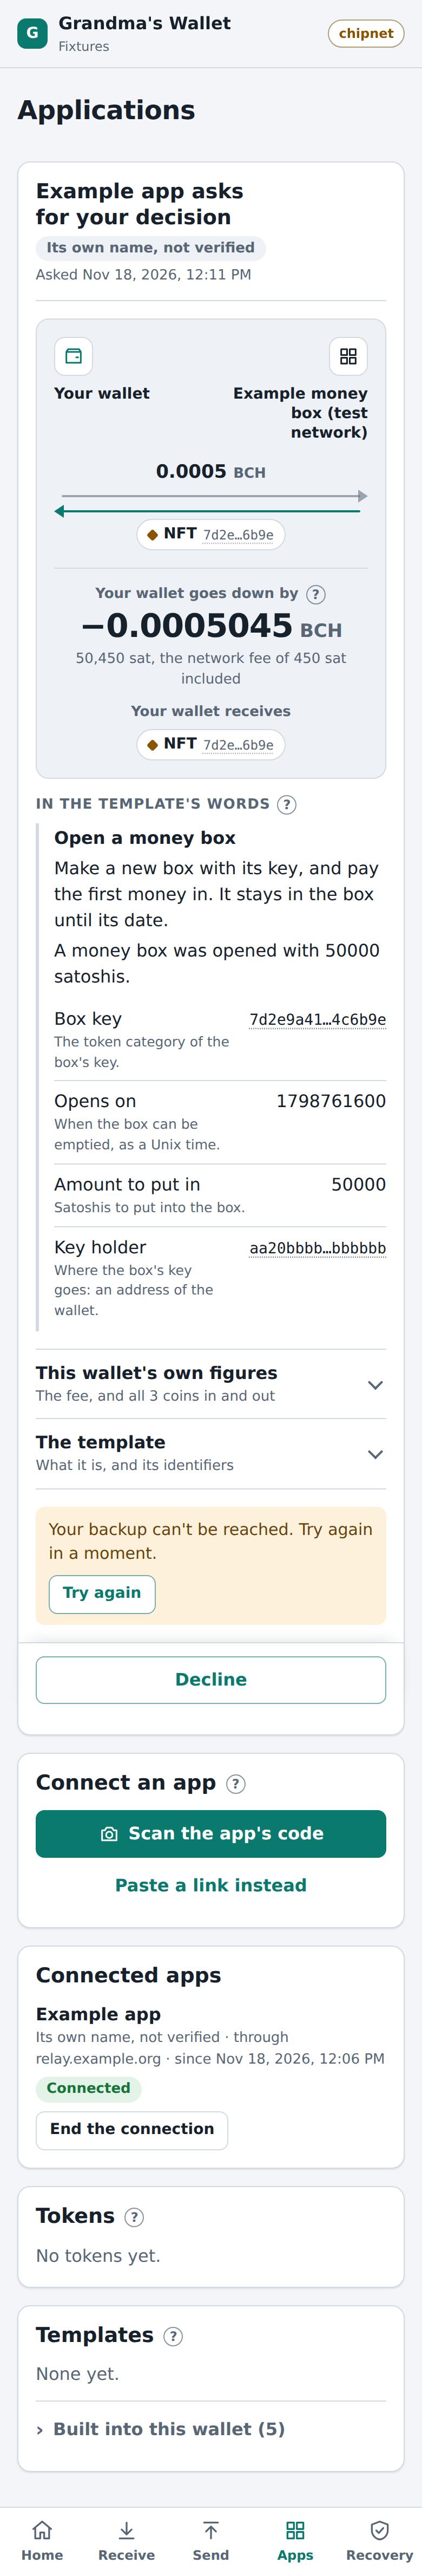 G
Grandma's Wallet
Fixtures
chipnet
Applications
Example app asks
for your decision
Its own name, not verified
Asked Nov 18, 2026, 12:11 PM
Your wallet
Example money
box (test
network)
0.0005 BCH
NFT 7d2e…6b9e
Your wallet goes down by ?
−0.0005045 BCH
50,450 sat, the network fee of 450 sat
included
Your wallet receives
NFT 7d2e…6b9e
IN THE TEMPLATE'S WORDS ?
Open a money box
Make a new box with its key, and pay
the first money in. It stays in the box
until its date.
A money box was opened with 50000
satoshis.
Box key 7d2e9a41…4c6b9e
The token category of the
box's key.
Opens on 1798761600
When the box can be
emptied, as a Unix time.
Amount to put in 50000
Satoshis to put into the box.
Key holder aa20bbbb…bbbbbb
Where the box's key
goes: an address of the
wallet.
This wallet's own figures
The fee, and all 3 coins in and out
The template
What it is, and its identifiers
Your backup can't be reached. Try again
in a moment.
Try again
Decline
Connect an app ?
Scan the app's code
Paste a link instead
Connected apps
Example app
Its own name, not verified · through
relay.example.org · since Nov 18, 2026, 12:06 PM
Connected
End the connection
Tokens ?
No tokens yet.
Templates ?
None yet.
› Built into this wallet (5)
Home Receive Send Apps Recovery